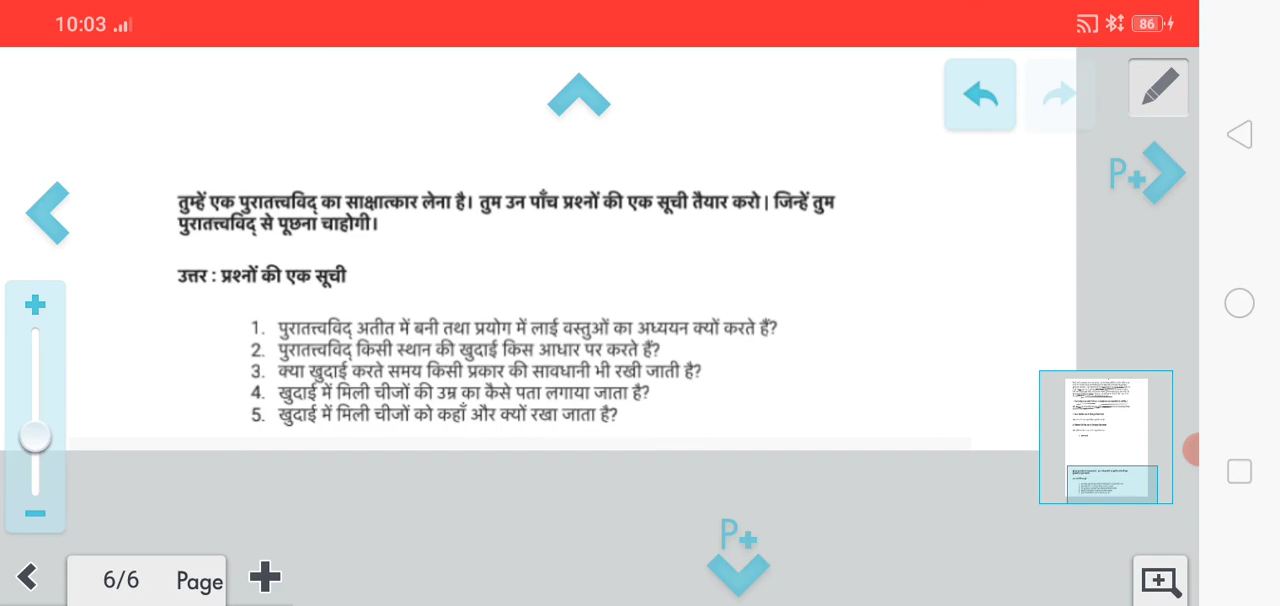 10:03
86
P+
तुम्हें एक पुरातत्त्वविद् का साक्षात्कार लेना है। तुम उन पाँच प्रश्नों की एक सूची तैयार करो| जिन्हें तुम
पुरातत्त्वविद् से पूछना चाहोगी।
उत्तर : प्रश्नों की एक सूची
1. पुरातत्त्वविद् अतीत में बनी तथा प्रयोग में लाई वस्तुओं का अध्ययन क्यों करते हैं?
2. पुरातत्त्वविद् किसी स्थान की खुदाई किस आधार पर करते हैं?
3. क्या खुदाई करते समय किसी प्रकार की सावधानी भी रखी जाती है?
4. खुदाई में मिली चीजों की उम्र का कैसे पता लगाया जाता है?
5. खुदाई में मिली चीजों को कहाँ और क्यों रखा जाता है?
P+
6/6 Page